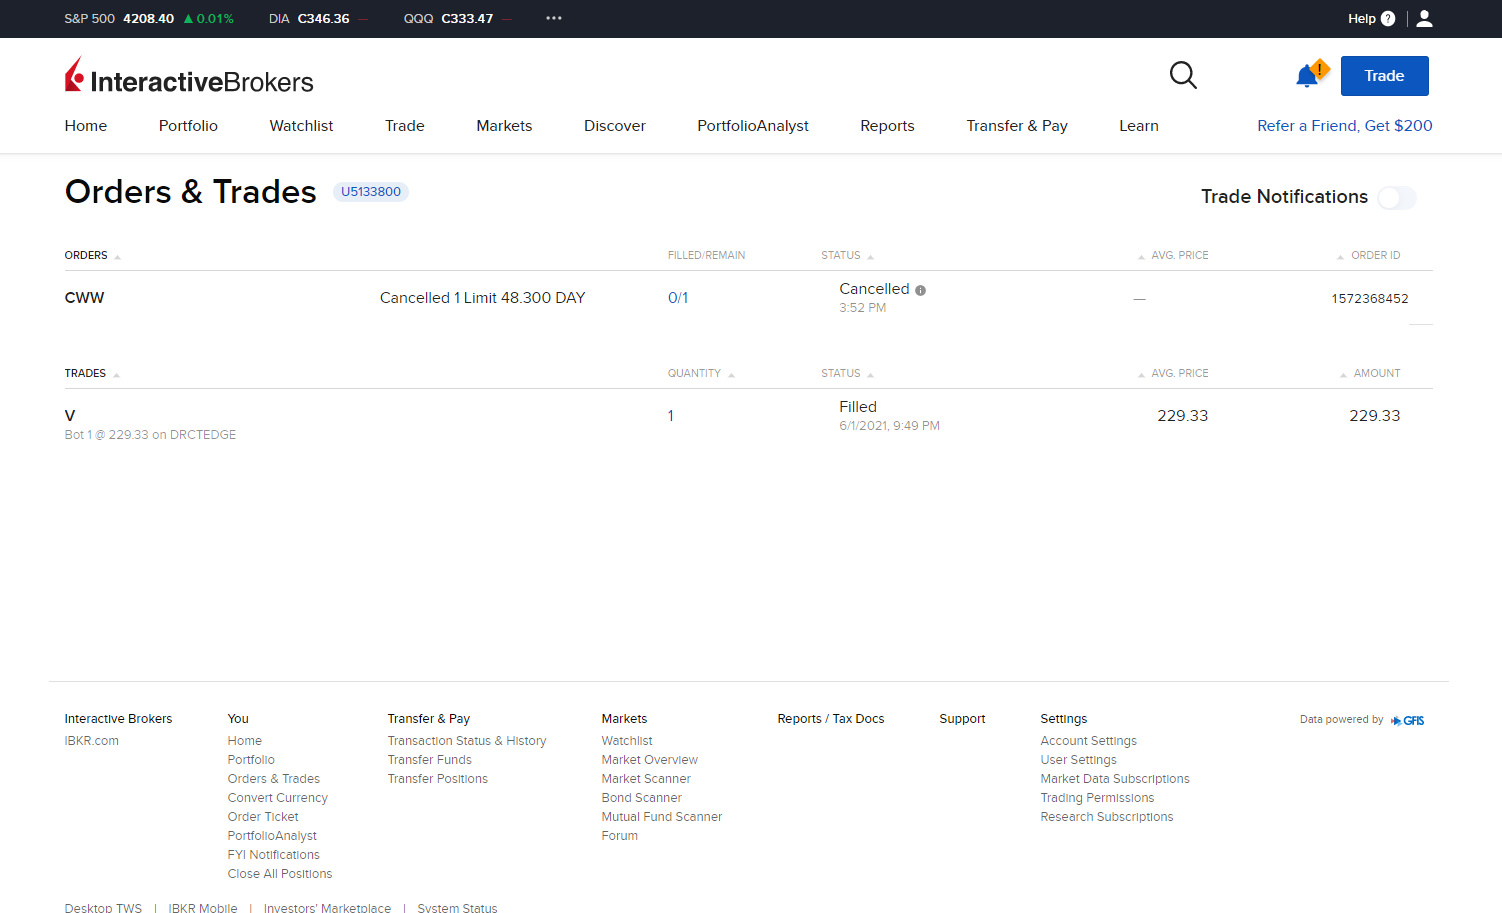 S&P 500 4208.40 ▲ 0.01% DIA C346.36 — QQQ C333.47 — ••• Help ?
InteractiveBrokers ! Trade
Home Portfolio Watchlist Trade Markets Discover PortfolioAnalyst Reports Transfer & Pay Learn Refer a Friend, Get $200
Orders & Trades U5133800 Trade Notifications
ORDERS FILLED/REMAIN STATUS AVG. PRICE ORDER ID
CWW Cancelled 1 Limit 48.300 DAY 0/1 Cancelled — 1572368452
3:52 PM
TRADES QUANTITY STATUS AVG. PRICE AMOUNT
V 1 Filled 229.33 229.33
Bot 1 @ 229.33 on DRCTEDGE 6/1/2021, 9:49 PM
Interactive Brokers You Transfer & Pay Markets Reports / Tax Docs Support Settings Data powered by GFIS
IBKR.com Home Transaction Status & History Watchlist Account Settings
Portfolio Transfer Funds Market Overview User Settings
Orders & Trades Transfer Positions Market Scanner Market Data Subscriptions
Convert Currency Bond Scanner Trading Permissions
Order Ticket Mutual Fund Scanner Research Subscriptions
PortfolioAnalyst Forum
FYI Notifications
Close All Positions
Desktop TWS | IBKR Mobile | Investors' Marketplace | System Status